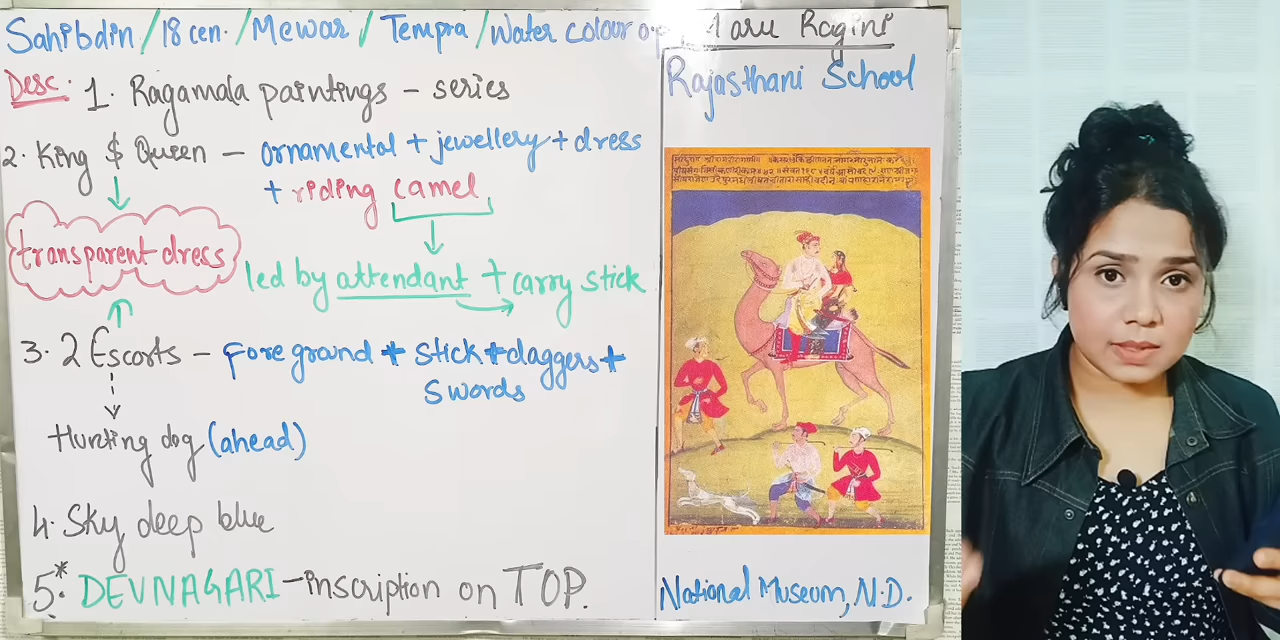 Sahibdin / 18 cen. / Mewar / Tempra / Water colour o
Maru Ragini
Rajasthani School
Desc: 1. Ragamala paintings - series
2. King $ Queen - ornamental + jewellery + dress
+ riding camel
transparent dress
led by attendant + carry stick
3. 2 Escorts - Foreground + stick + daggers +
Swords
Hunting dog (ahead)
4. Sky deep blue
5.* DEVNAGARI - inscription on TOP.
National Museum, N.D.